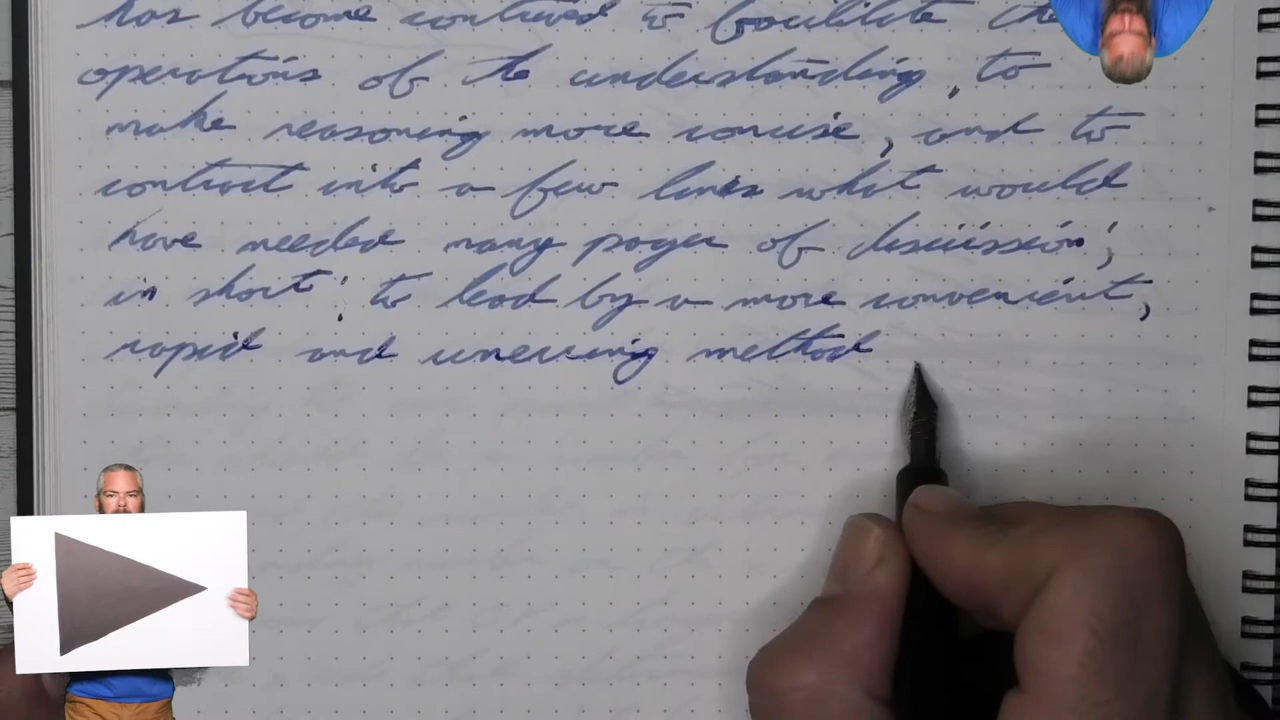 has become contrived to facilitate the
operations of the understanding, to
make reasoning more concise, and to
contract into a few lines what would
have needed many pages of discussion;
in short; to lead by a more convenient,
rapid and unerring method